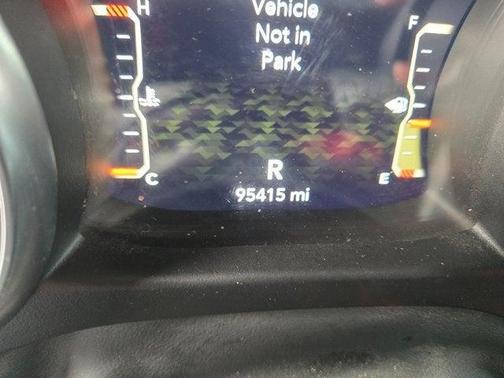 H
Vehicle
Not in
Park
F
C
R
E
95415 mi